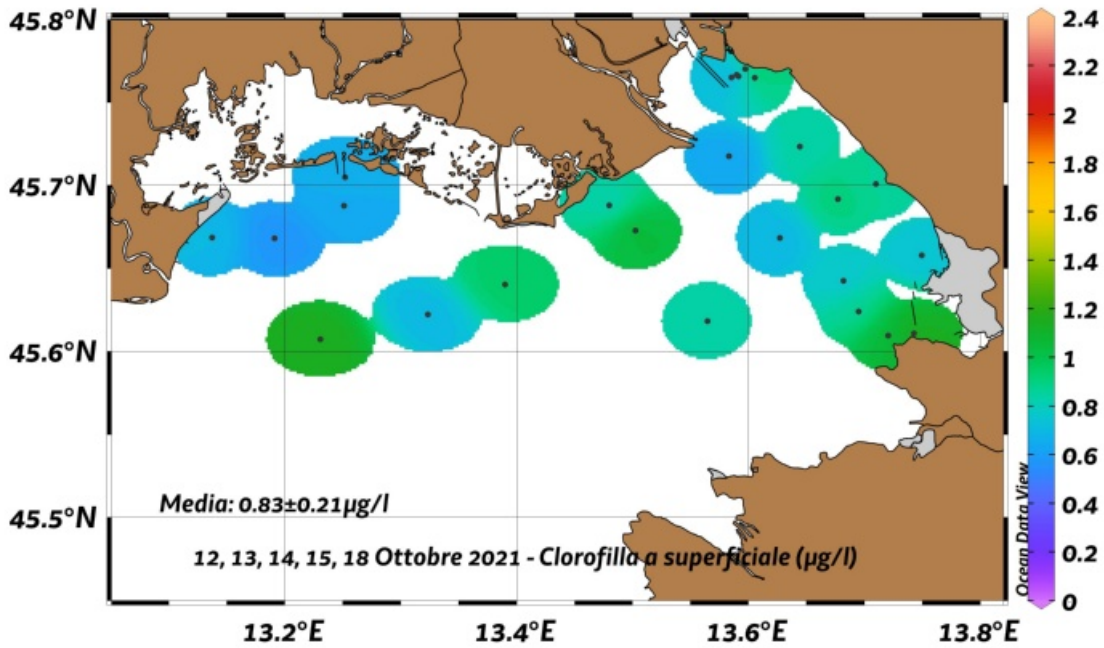 45.8°N
45.7°N
45.6°N
45.5°N
13.2°E
13.4°E
13.6°E
13.8°E
Media: 0.83±0.21µg/l
12, 13, 14, 15, 18 Ottobre 2021 - Clorofilla a superficiale (µg/l)
Ocean Data View
2.4
2.2
2
1.8
1.6
1.4
1.2
1
0.8
0.6
0.4
0.2
0